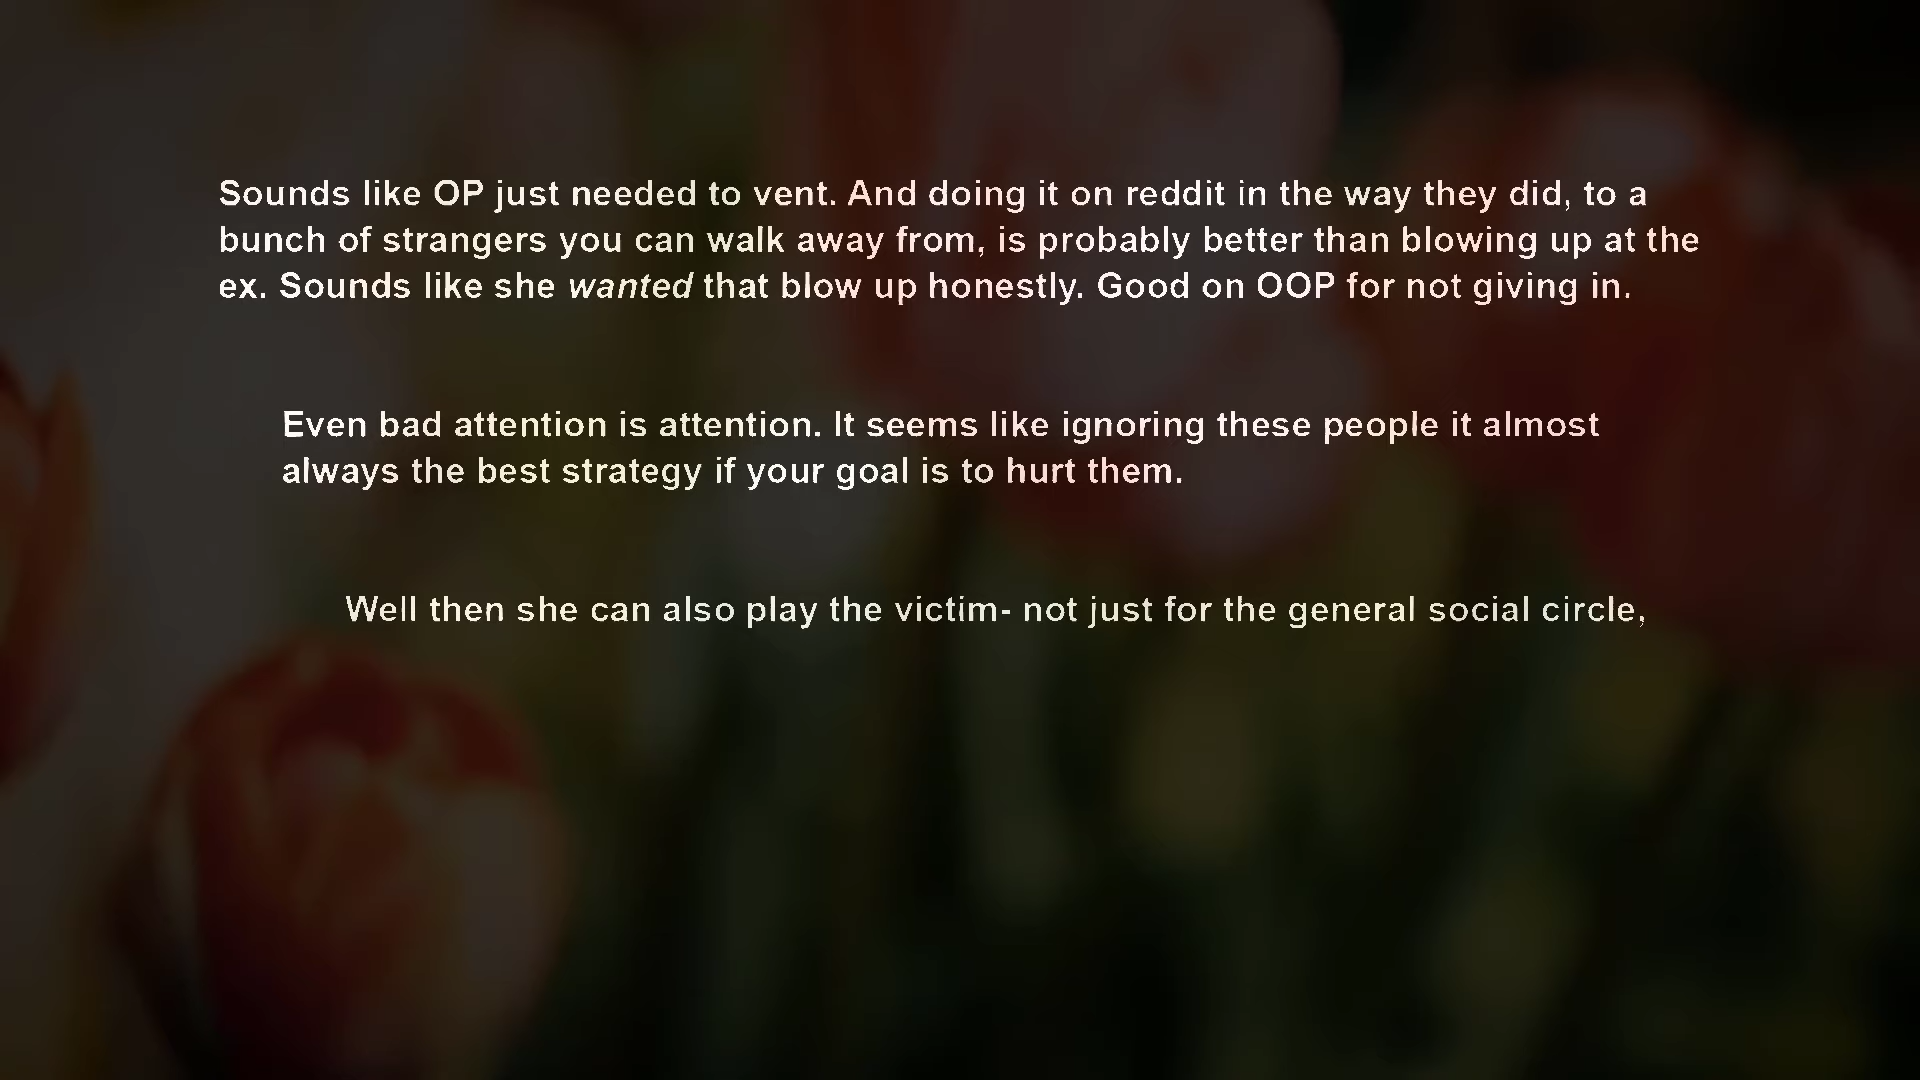 Sounds like OP just needed to vent. And doing it on reddit in the way they did, to a
bunch of strangers you can walk away from, is probably better than blowing up at the
ex. Sounds like she wanted that blow up honestly. Good on OOP for not giving in.
Even bad attention is attention. It seems like ignoring these people it almost
always the best strategy if your goal is to hurt them.
Well then she can also play the victim- not just for the general social circle,